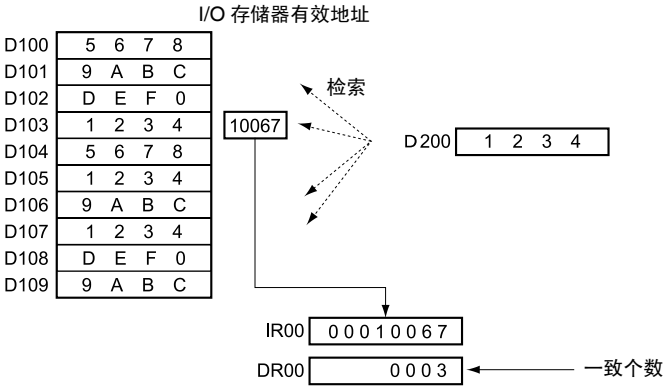 I/O 存储器有效地址
D100 5 6 7 8
D101 9 A B C
D102 D E F 0
检索
D103 1 2 3 4 10067
D200 1 2 3 4
D104 5 6 7 8
D105 1 2 3 4
D106 9 A B C
D107 1 2 3 4
D108 D E F 0
D109 9 A B C
IR00 0 0 0 1 0 0 6 7
DR00 0 0 0 3 一致个数